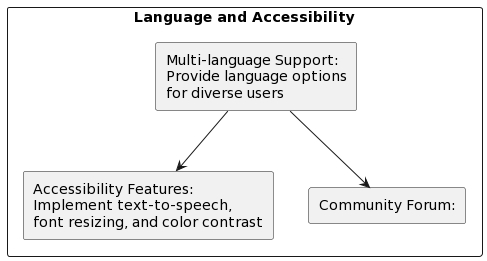 Language and Accessibility
Multi-language Support:
Provide language options
for diverse users
Accessibility Features:
Implement text-to-speech,
font resizing, and color contrast
Community Forum: